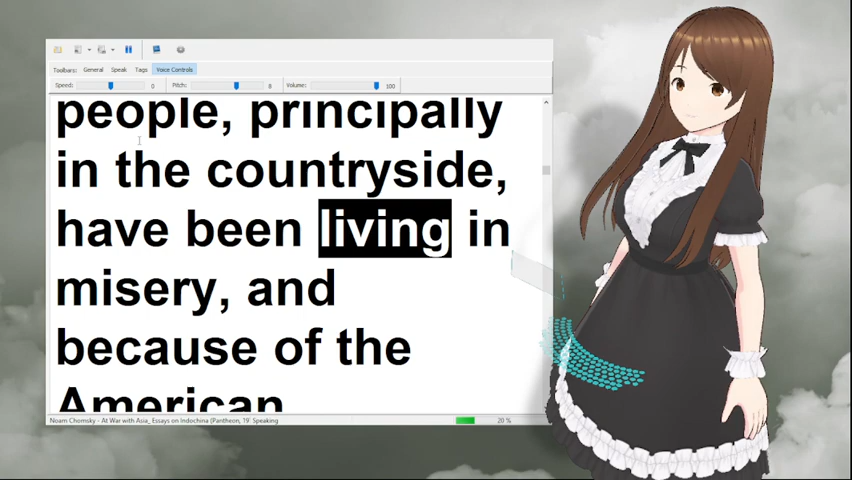 Toolbars: General Speak Tags Voice Controls
Speed: 0 Pitch: 8 Volume: 100
people, principally
in the countryside,
have been living in
misery, and
because of the
American
Noam Chomsky - At War with Asia_ Essays on Indochina (Pantheon, 19 Speaking 20 %